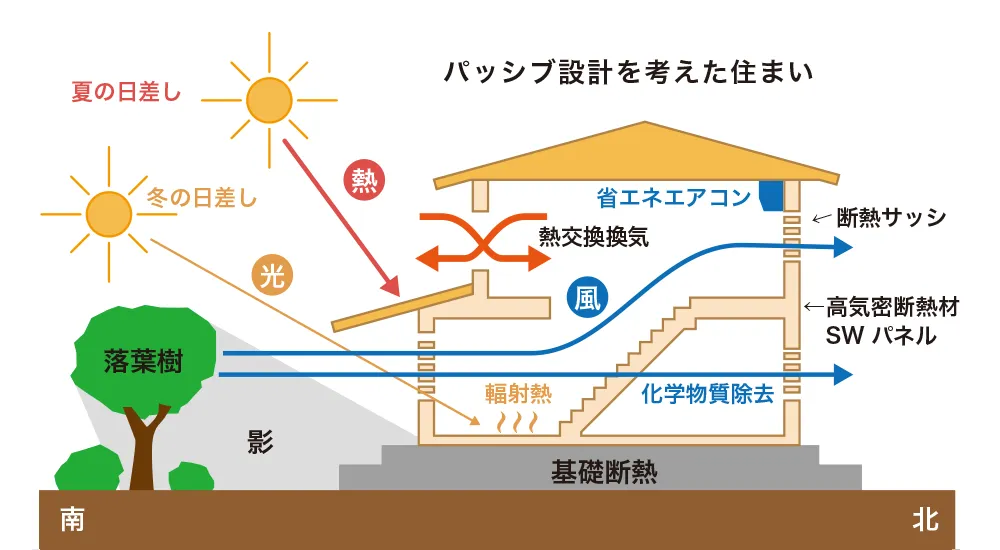 パッシブ設計を考えた住まい
夏の日差し
熱
冬の日差し
省エネエアコン
断熱サッシ
熱交換換気
光
風
高気密断熱材
SWパネル
落葉樹
輻射熱
化学物質除去
影
基礎断熱
南
北